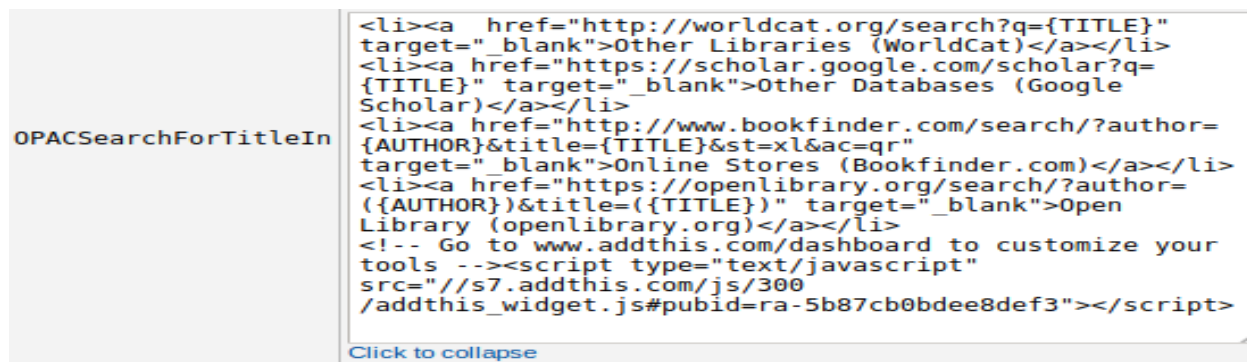 <li><a  href="http://worldcat.org/search?q={TITLE}"
target="_blank">Other Libraries (WorldCat)</a></li>
<li><a href="https://scholar.google.com/scholar?q=
{TITLE}" target="_blank">Other Databases (Google
Scholar)</a></li>
OPACSearchForTitleIn
<li><a href="http://www.bookfinder.com/search/?author=
{AUTHOR}&title={TITLE}&st=xl&ac=qr"
target="_blank">Online Stores (Bookfinder.com)</a></li>
<li><a href="https://openlibrary.org/search/?author=
({AUTHOR})&title=({TITLE})" target="_blank">Open
Library (openlibrary.org)</a></li>
<!-- Go to www.addthis.com/dashboard to customize your
tools --><script type="text/javascript"
src="//s7.addthis.com/js/300
/addthis_widget.js#pubid=ra-5b87cb0bdee8def3"></script>
Click to collapse